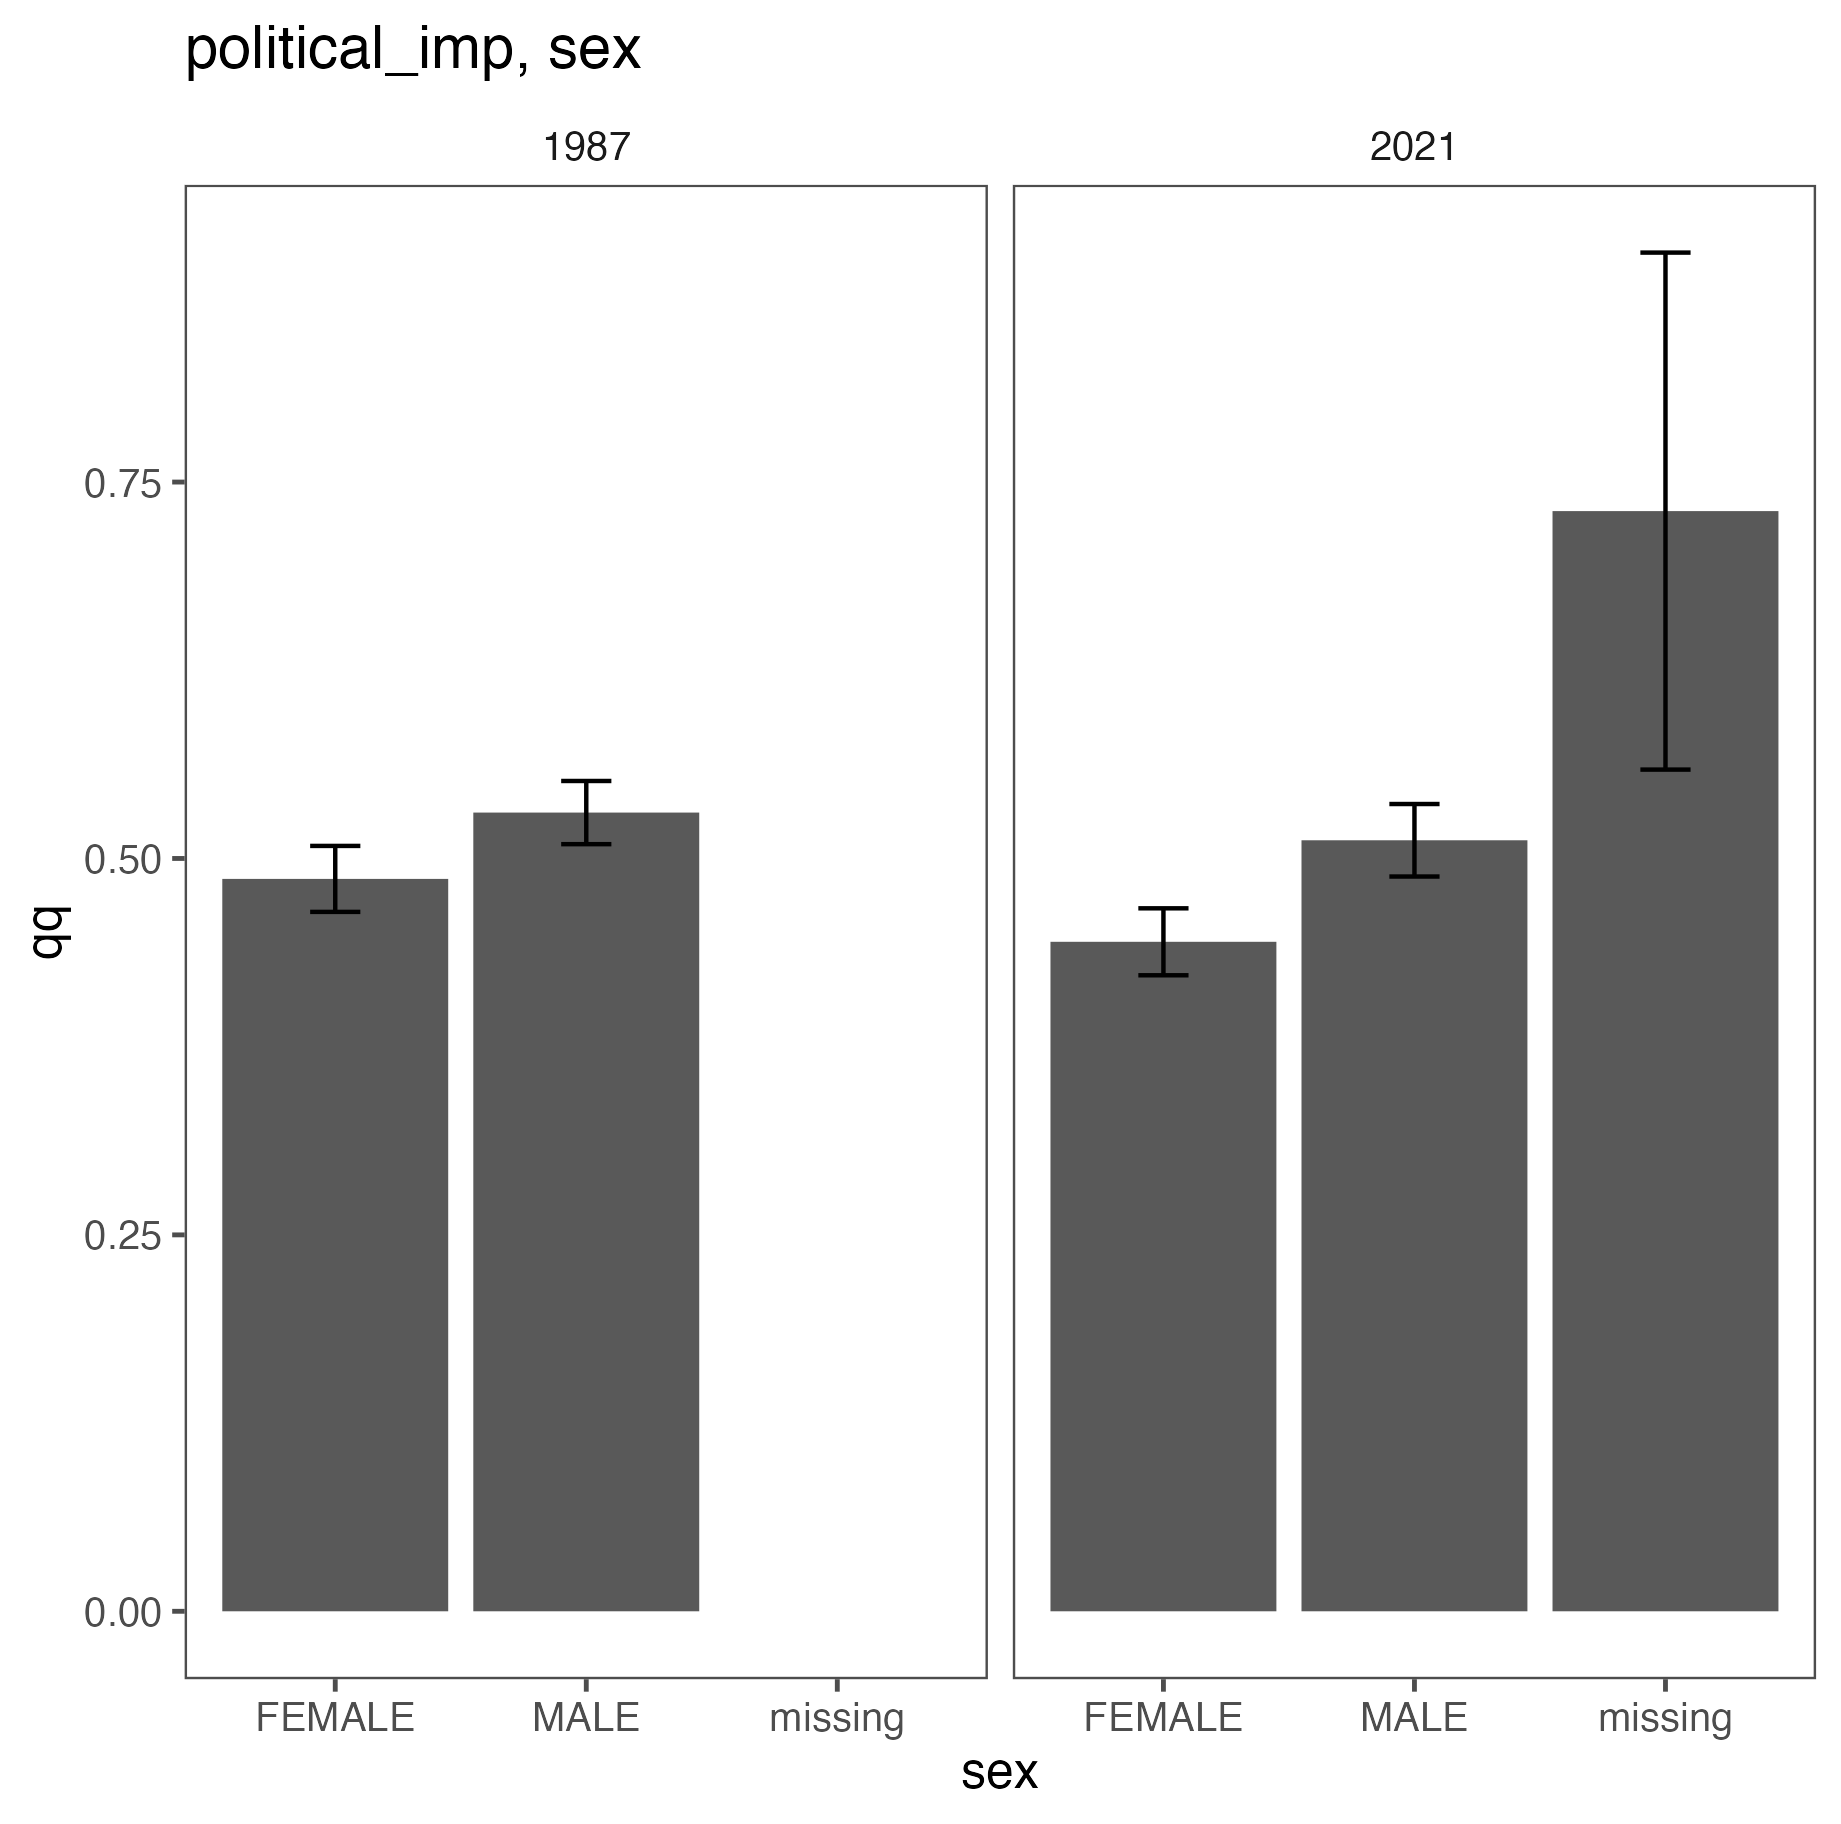 political_imp, sex
1987
2021
qq
0.75
0.50
0.25
0.00
FEMALE MALE missing
FEMALE MALE missing
sex